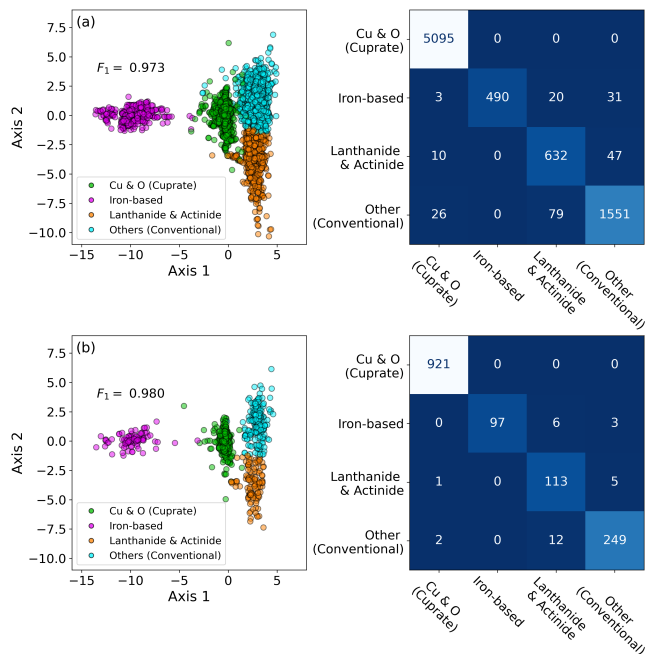 (a)
F₁ = 0.973
Axis 2
7.5
5.0
2.5
0.0
−2.5
−5.0
−7.5
−10.0
Cu & O (Cuprate)
Iron-based
Lanthanide & Actinide
Others (Conventional)
−15
−10
−5
0
5
Axis 1
Cu & O
(Cuprate)
5095 0 0 0
Iron-based
3 490 20 31
Lanthanide
& Actinide
10 0 632 47
Other
(Conventional)
26 0 79 1551
Cu & O
(Cuprate)
Iron-based
Lanthanide
& Actinide
Other
(Conventional)
(b)
F₁ = 0.980
Axis 2
7.5
5.0
2.5
0.0
−2.5
−5.0
−7.5
−10.0
Cu & O (Cuprate)
Iron-based
Lanthanide & Actinide
Others (Conventional)
−15
−10
−5
0
5
Axis 1
Cu & O
(Cuprate)
921 0 0 0
Iron-based
0 97 6 3
Lanthanide
& Actinide
1 0 113 5
Other
(Conventional)
2 0 12 249
Cu & O
(Cuprate)
Iron-based
Lanthanide
& Actinide
Other
(Conventional)